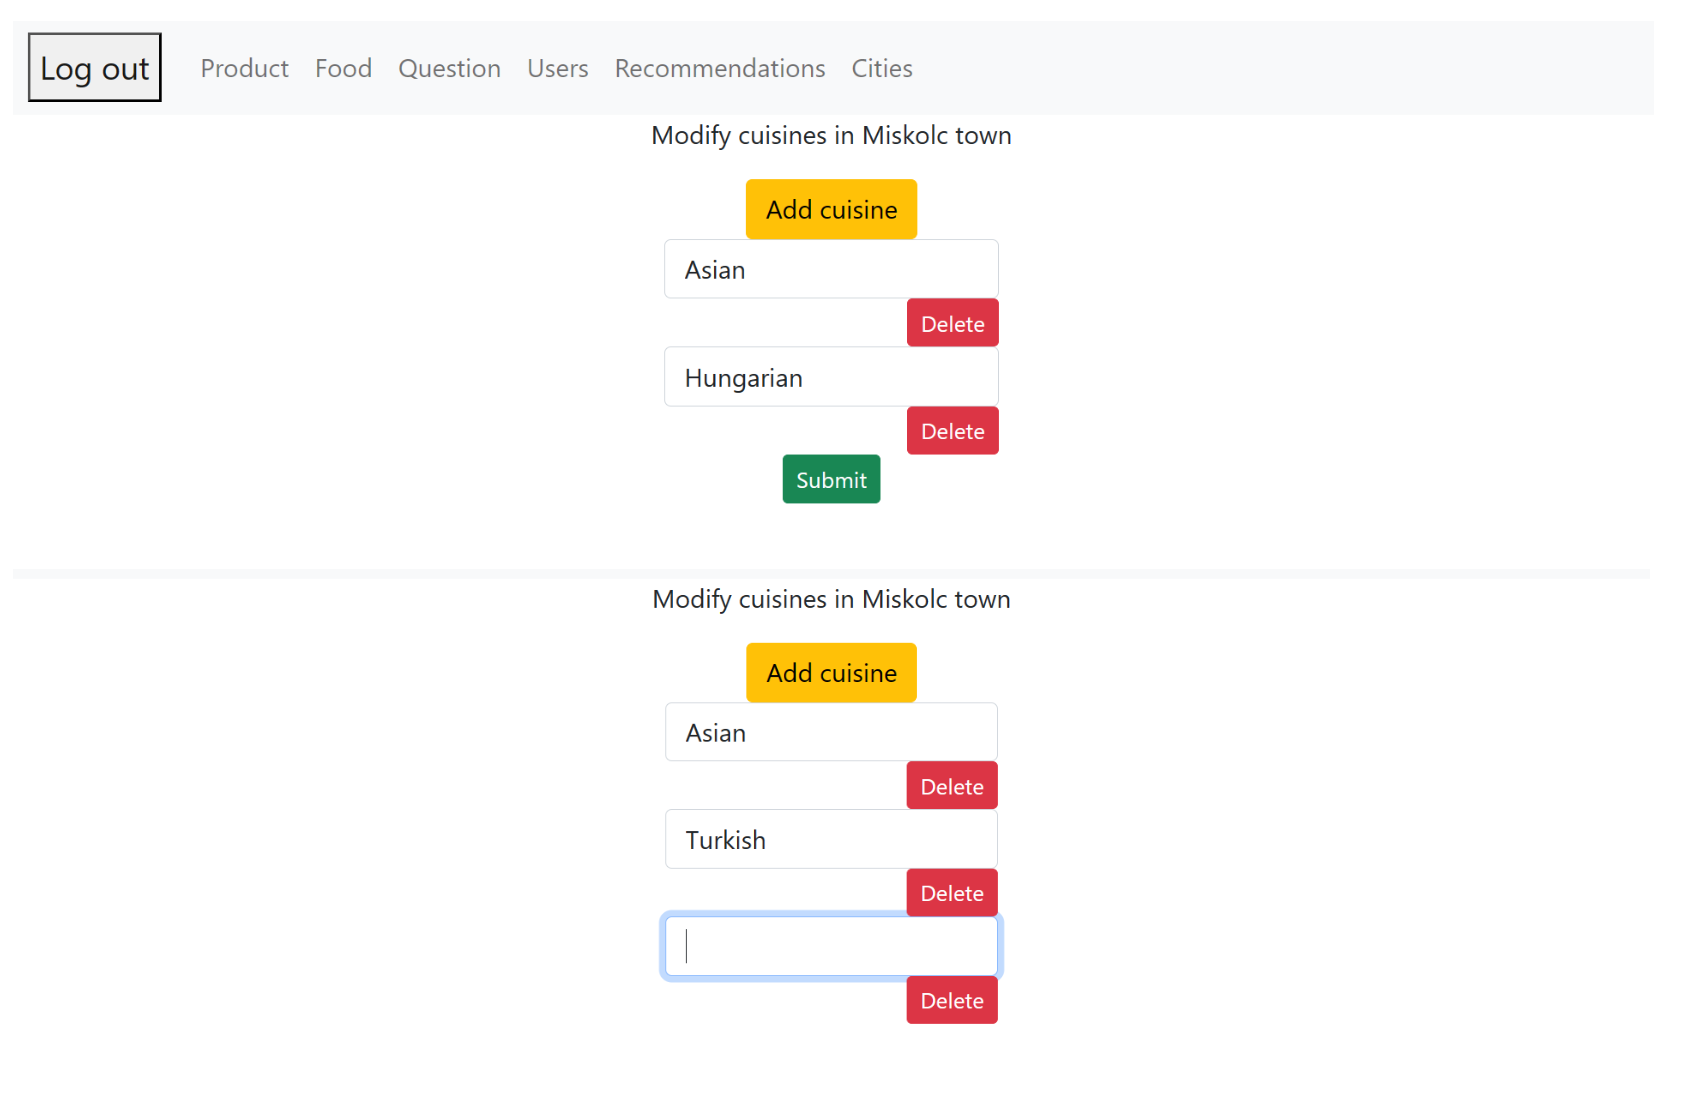 Log out Product Food Question Users Recommendations Cities
Modify cuisines in Miskolc town
Add cuisine
Asian
Delete
Hungarian
Delete
Submit
Modify cuisines in Miskolc town
Add cuisine
Asian
Delete
Turkish
Delete
Delete